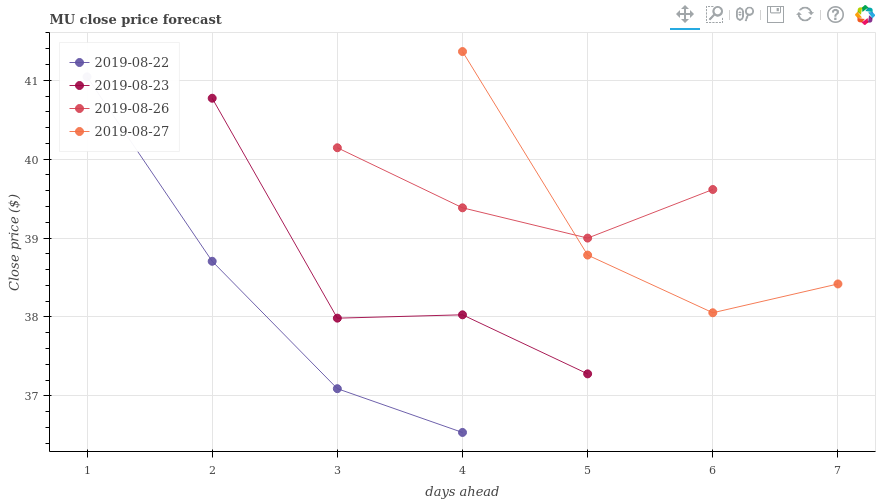 MU close price forecast
2019-08-22
2019-08-23
2019-08-26
2019-08-27
41
40
39
38
37
Close price ($)
1 2 3 4 5 6 7
days ahead